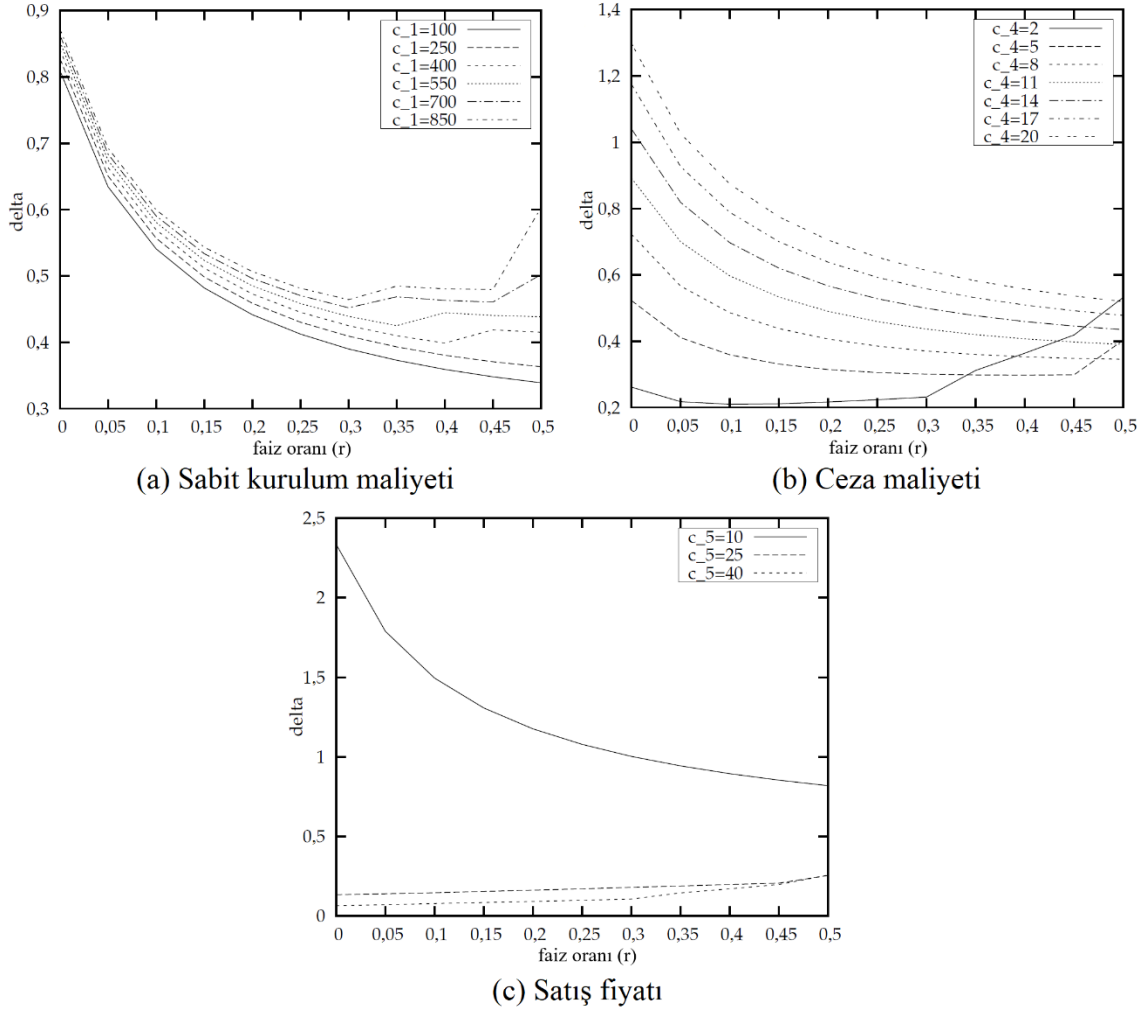 0,9
0,8
0,7
0,6
0,5
0,4
0,3
delta
c_1=100
c_1=250
c_1=400
c_1=550
c_1=700
c_1=850
0 0,05 0,1 0,15 0,2 0,25 0,3 0,35 0,4 0,45 0,5
faiz oranı (r)
(a) Sabit kurulum maliyeti
1,4
1,2
1
0,8
0,6
0,4
0,2
delta
c_4=2
c_4=5
c_4=8
c_4=11
c_4=14
c_4=17
c_4=20
0 0,05 0,1 0,15 0,2 0,25 0,3 0,35 0,4 0,45 0,5
faiz oranı (r)
(b) Ceza maliyeti
2,5
2
1,5
1
0,5
0
delta
c_5=10
c_5=25
c_5=40
0 0,05 0,1 0,15 0,2 0,25 0,3 0,35 0,4 0,45 0,5
faiz oranı (r)
(c) Satış fiyatı